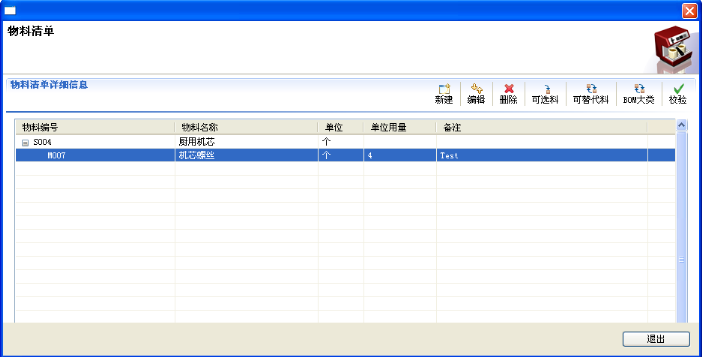 物料清单
物料清单详细信息
新建 编辑 删除 可选料 可替代料 BOM大类 校验
物料编号 物料名称 单位 单位用量 备注
S004 厨用机芯 个
M007 机芯螺丝 个 4 Test
退出